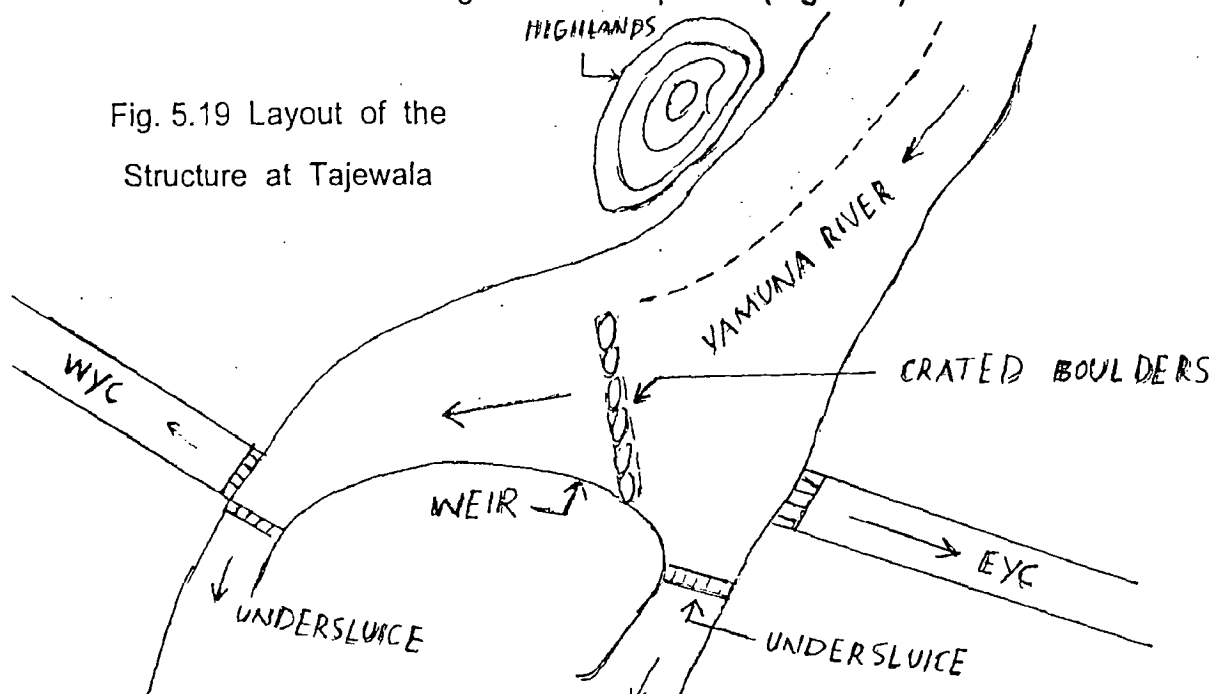 HIGHLANDS
Fig. 5.19 Layout of the
Structure at Tajewala
YAMUNA RIVER
CRATED BOULDERS
WYC
WEIR
EYC
UNDERSLUICE
UNDERSLUICE